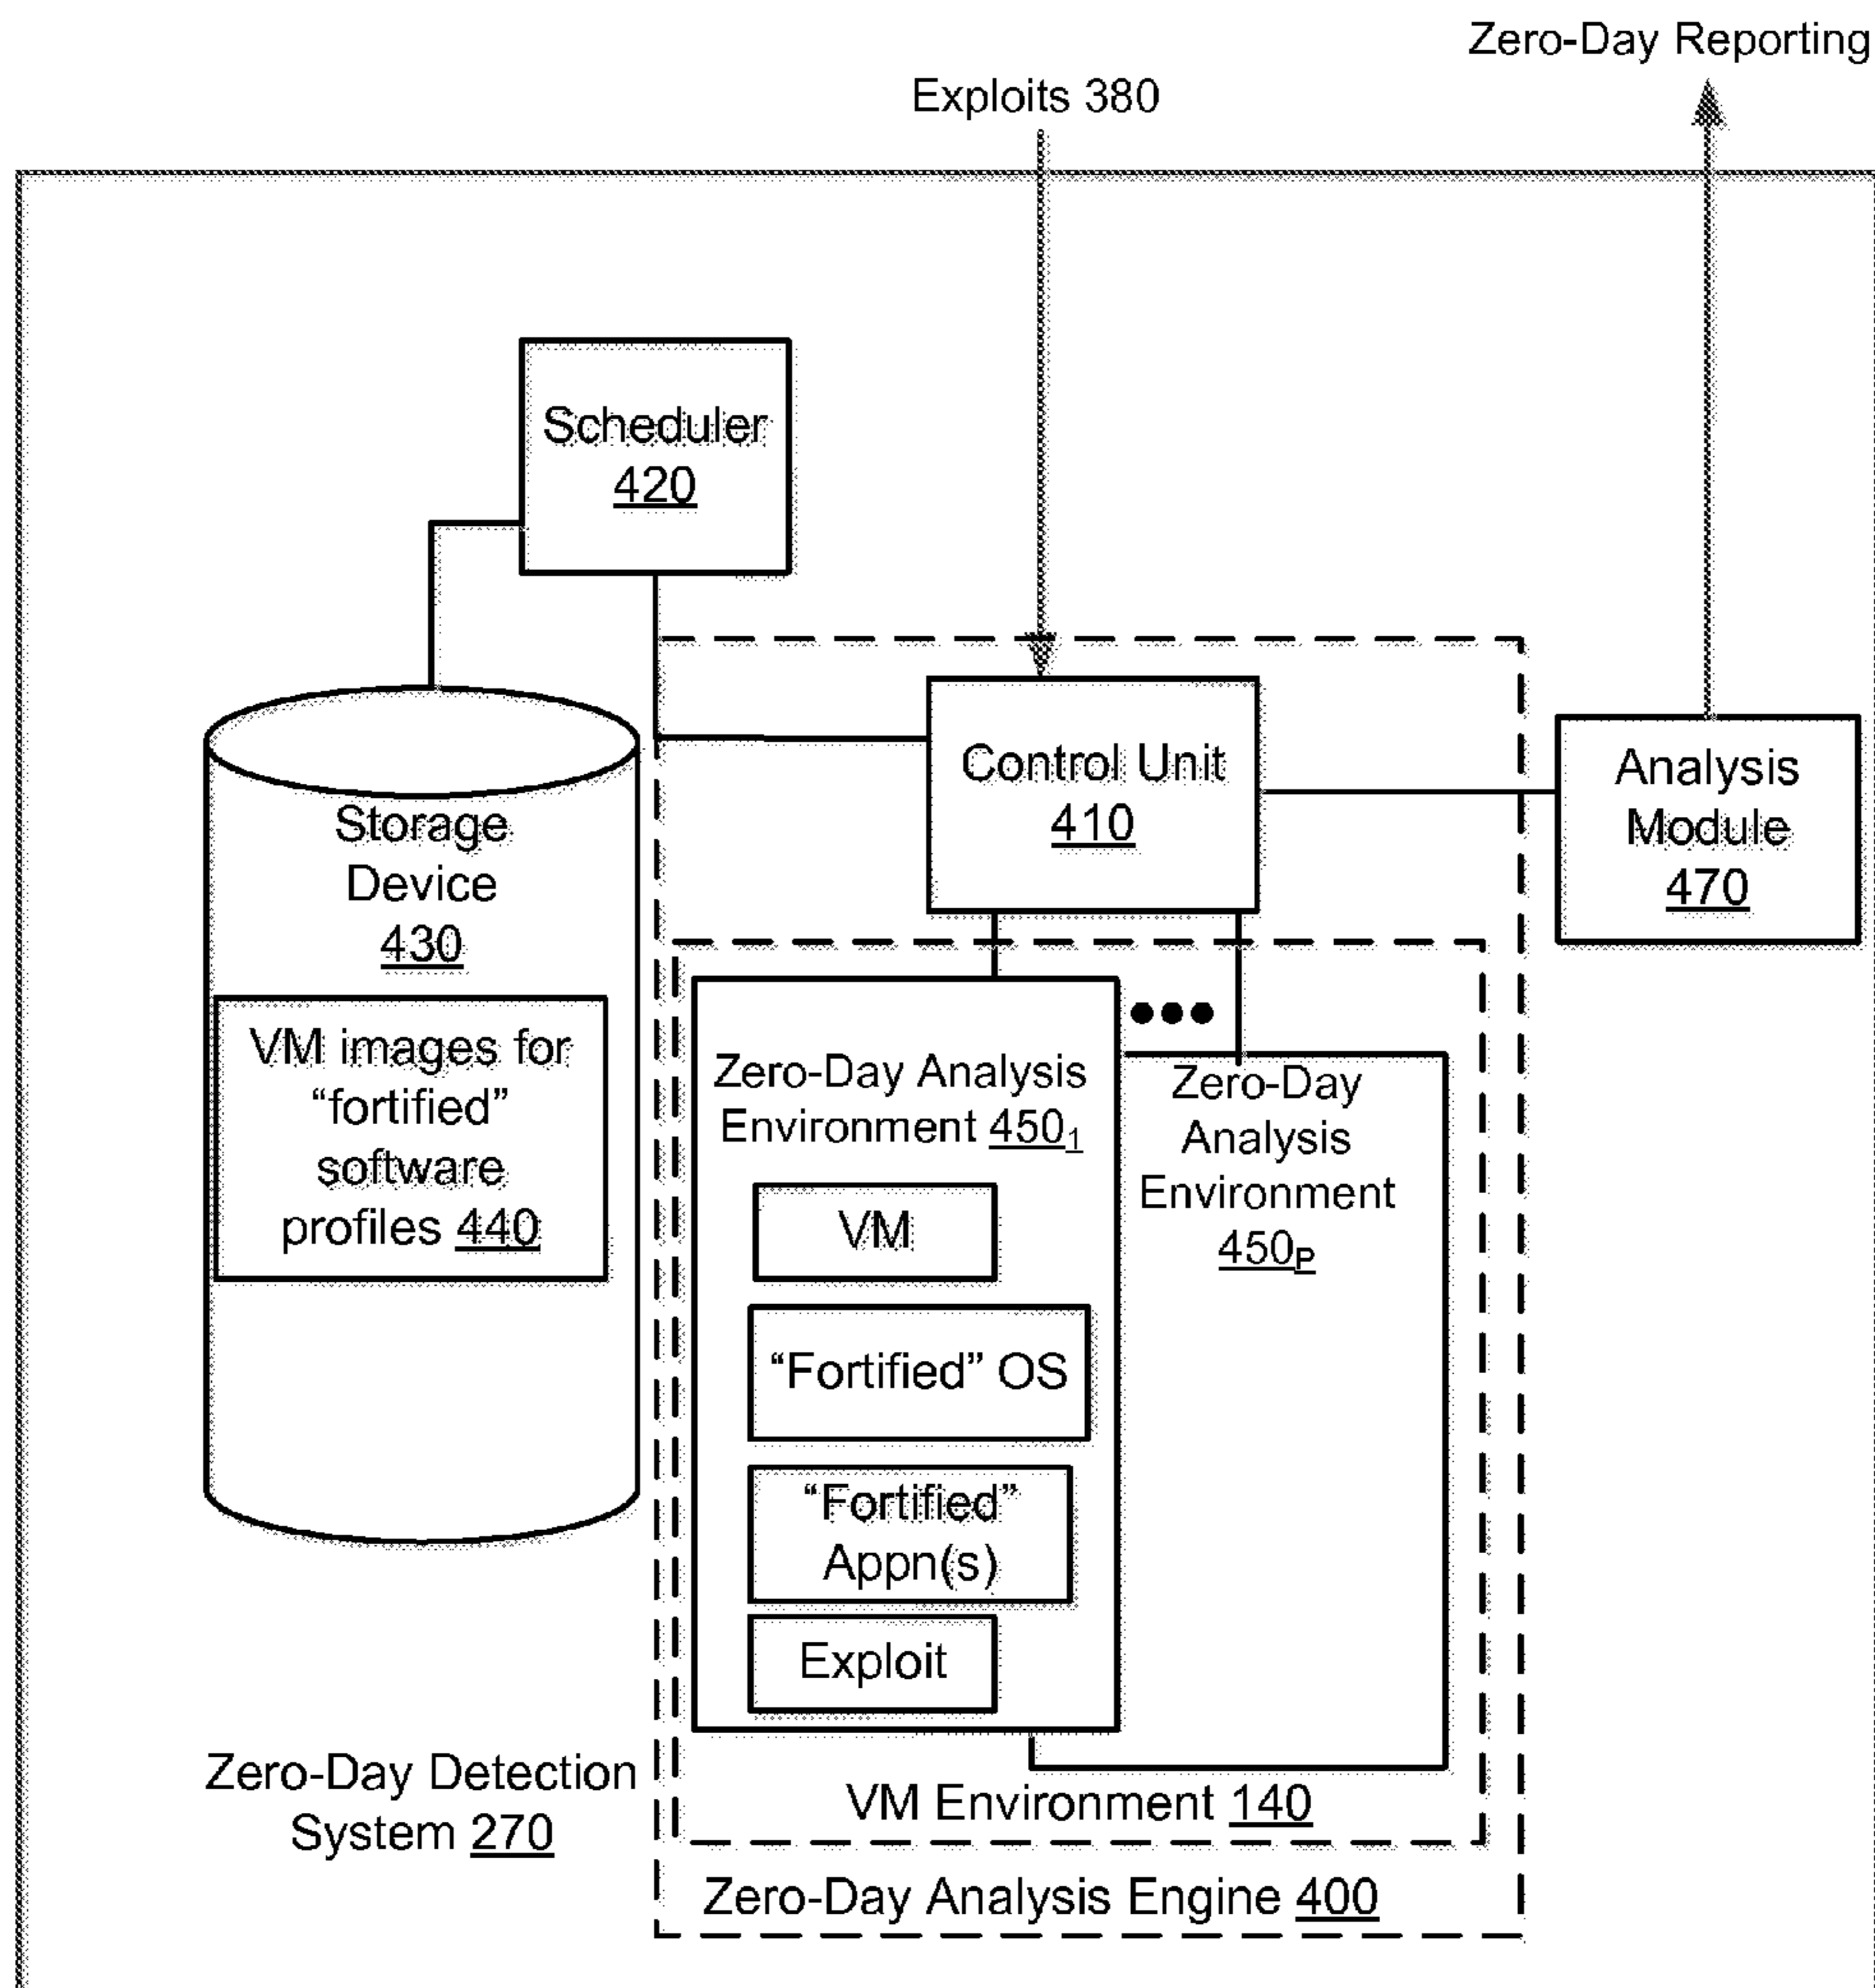 Zero-Day Reporting
Exploits 380
Scheduler
420
Control Unit
410
Analysis
Module
470
Storage
Device
430
VM images for
“fortified”
software
profiles 440
Zero-Day Analysis
Environment 450₁
VM
“Fortified” OS
“Fortified”
Appn(s)
Exploit
Zero-Day
Analysis
Environment
450P
Zero-Day Detection
System 270
VM Environment 140
Zero-Day Analysis Engine 400